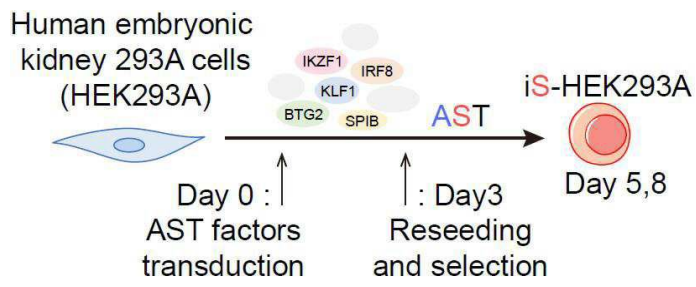 Human embryonic
kidney 293A cells
(HEK293A)
IKZF1
IRF8
KLF1
BTG2
SPIB
AST
iS-HEK293A
Day 5,8
Day 0 :
AST factors
transduction
: Day3
Reseeding
and selection